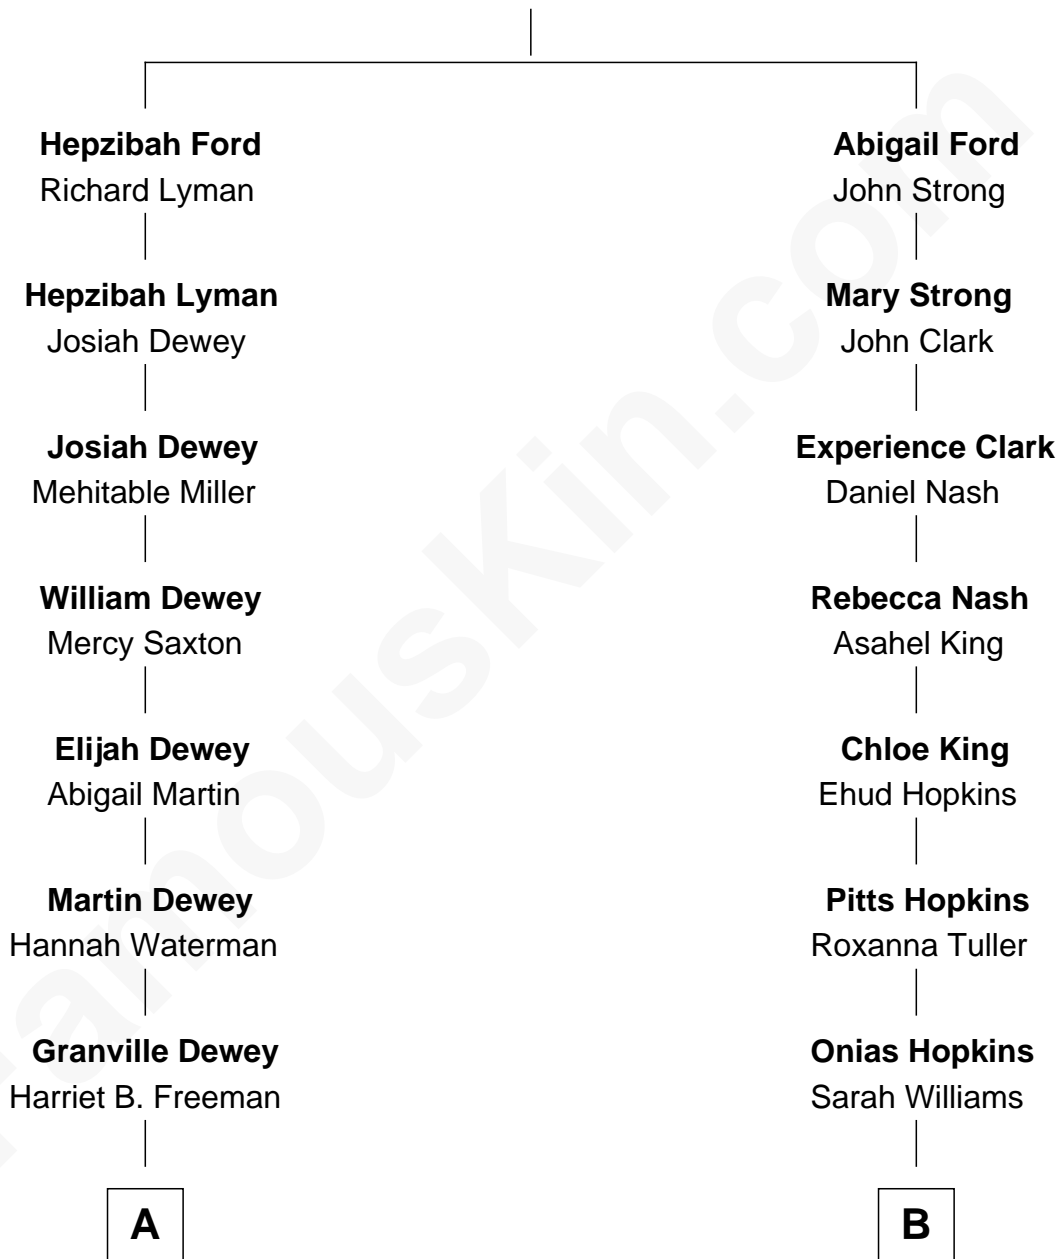 Hepzibah Ford
Richard Lyman
Hepzibah Lyman
Josiah Dewey
Josiah Dewey
Mehitable Miller
William Dewey
Mercy Saxton
Elijah Dewey
Abigail Martin
Martin Dewey
Hannah Waterman
Granville Dewey
Harriet B. Freeman
A
Abigail Ford
John Strong
Mary Strong
John Clark
Experience Clark
Daniel Nash
Rebecca Nash
Asahel King
Chloe King
Ehud Hopkins
Pitts Hopkins
Roxanna Tuller
Onias Hopkins
Sarah Williams
B
FamousKin.com